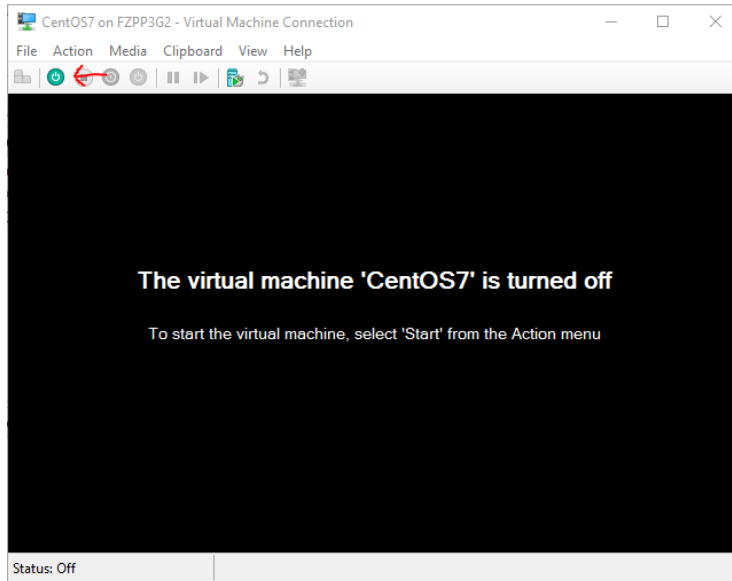 CentOS7 on FZPP3G2 - Virtual Machine Connection
File Action Media Clipboard View Help
The virtual machine 'CentOS7' is turned off
To start the virtual machine, select 'Start' from the Action menu
Status: Off